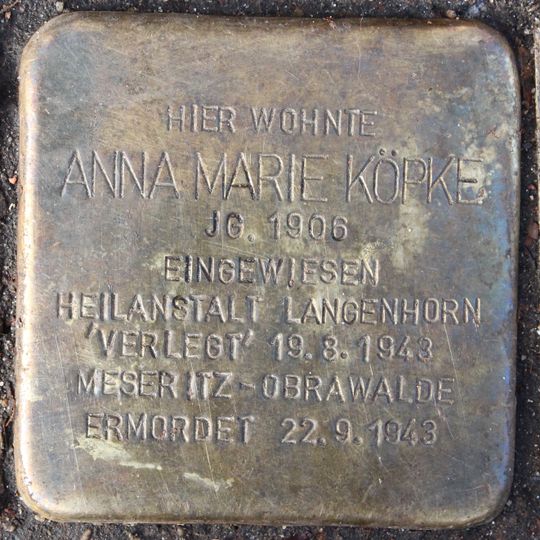 HIER WOHNTE
ANNA MARIE KÖPKE
JG. 1906
EINGEWIESEN
HEILANSTALT LANGENHORN
'VERLEGT' 19.8.1943
MESERITZ-OBRAWALDE
ERMORDET 22.9.1943